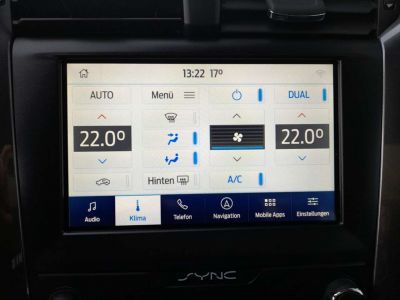 13:22 17°
AUTO Menü DUAL
22.0° 22.0°
Hinten A/C
Audio Klima Telefon Navigation Mobile Apps Einstellungen
SYNC